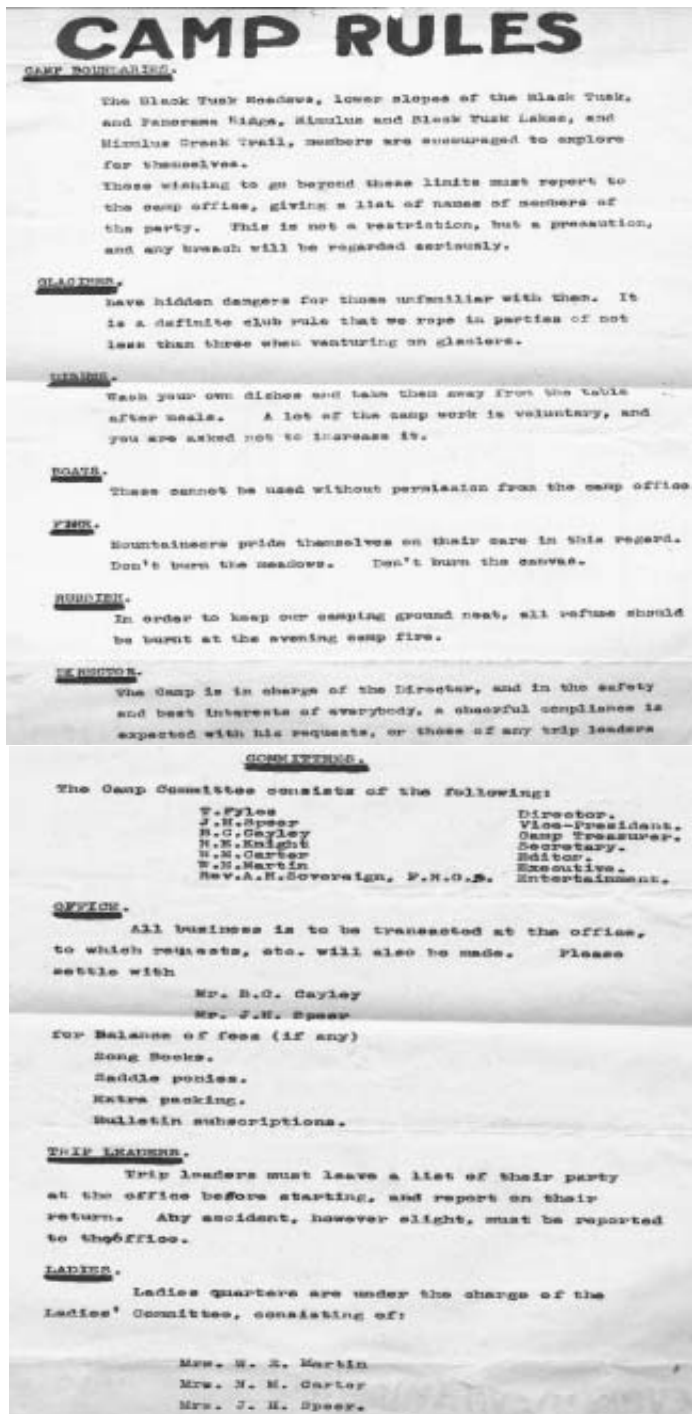 CAMP RULES
CAMP BOUNDARIES.
The Black Tusk Meadows, lower slopes of the Black Tusk,
and Panorama Ridge, Mimulus and Black Tusk Lakes, and
Mimulus Creek Trail, members are encouraged to explore
for themselves.
Those wishing to go beyond these limits must report to
the camp office, giving a list of names of members of
the party. This is not a restriction, but a precaution,
and any breach will be regarded seriously.
GLACIERS.
have hidden dangers for those unfamiliar with them. It
is a definite club rule that we rope in parties of not
less than three when venturing on glaciers.
DISHES.
Wash your own dishes and take them away from the table
after meals. A lot of the camp work is voluntary, and
you are asked not to increase it.
BOATS.
These cannot be used without permission from the camp office
FIRE.
Mountaineers pride themselves on their care in this regard.
Don't burn the meadows. Don't burn the canvas.
RUBBISH.
In order to keep our camping ground neat, all refuse should
be burnt at the evening camp fire.
DIRECTOR.
The Camp is in charge of the Director, and in the safety
and best interests of everybody, a cheerful compliance is
expected with his requests, or those of any trip leaders
COMMITTEE.
The Camp Committee consists of the following:
T.Fyles Director.
J.H.Speer Vice-President.
B.C.Cayley Camp Treasurer.
R.E.Knight Secretary.
N.M.Carter Editor.
W.S.Martin Executive.
Rev.A.H.Sovereign, F.R.G.S. Entertainment.
OFFICE.
All business is to be transacted at the office,
to which requests, etc. will also be made. Please
settle with
Mr. B.C. Cayley
Mr. J.H. Speer
for Balance of fees (if any)
Song Books.
Saddle ponies.
Extra packing.
Bulletin subscriptions.
TRIP LEADERS.
Trip leaders must leave a list of their party
at the office before starting, and report on their
return. Any accident, however slight, must be reported
to the office.
LADIES.
Ladies quarters are under the charge of the
Ladies' Committee, consisting of:
Mrs. W. S. Martin
Mrs. N. M. Carter
Mrs. J. H. Speer.